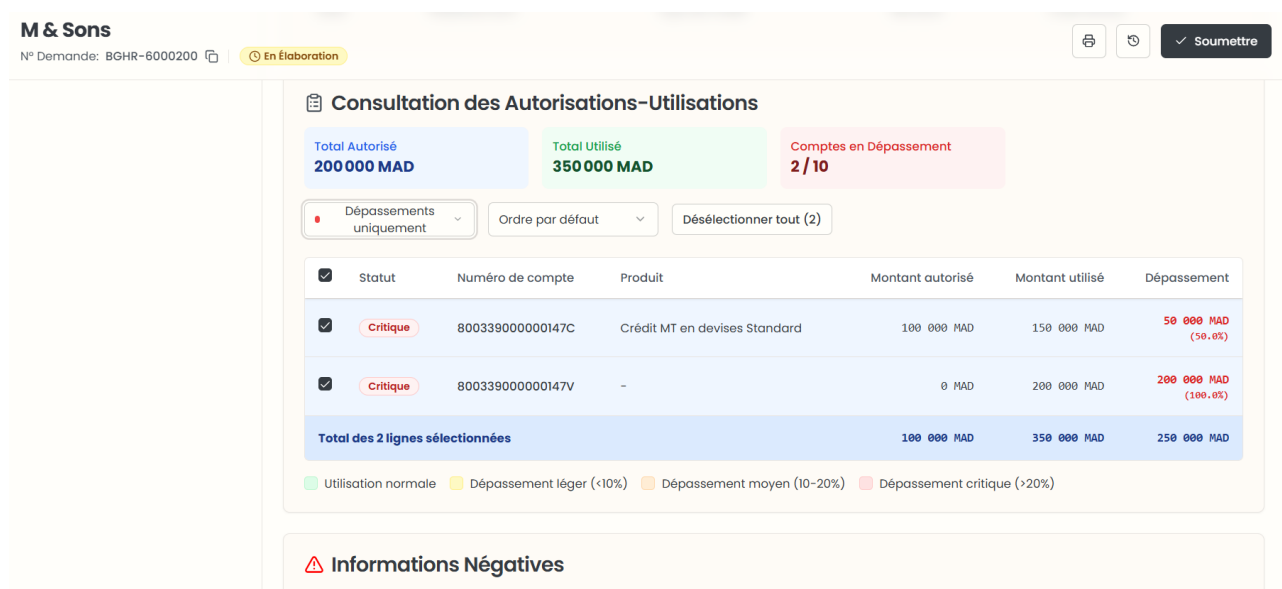 M & Sons
N° Demande: BGHR-6000200
En Élaboration
Soumettre
Consultation des Autorisations-Utilisations
Total Autorisé
200 000 MAD
Total Utilisé
350 000 MAD
Comptes en Dépassement
2 / 10
Dépassements
uniquement
Ordre par défaut
Désélectionner tout (2)
Statut Numéro de compte Produit Montant autorisé Montant utilisé Dépassement
Critique 800339000000147C Crédit MT en devises Standard 100 000 MAD 150 000 MAD 50 000 MAD
(50.0%)
Critique 800339000000147V - 0 MAD 200 000 MAD 200 000 MAD
(100.0%)
Total des 2 lignes sélectionnées 100 000 MAD 350 000 MAD 250 000 MAD
Utilisation normale Dépassement léger (<10%) Dépassement moyen (10-20%) Dépassement critique (>20%)
Informations Négatives